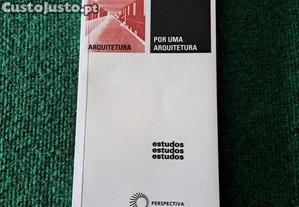 Custojusto.pt
ARQUITETURA
POR UMA
ARQUITETURA
estudos
estudos
estudos
PERSPECTIVA